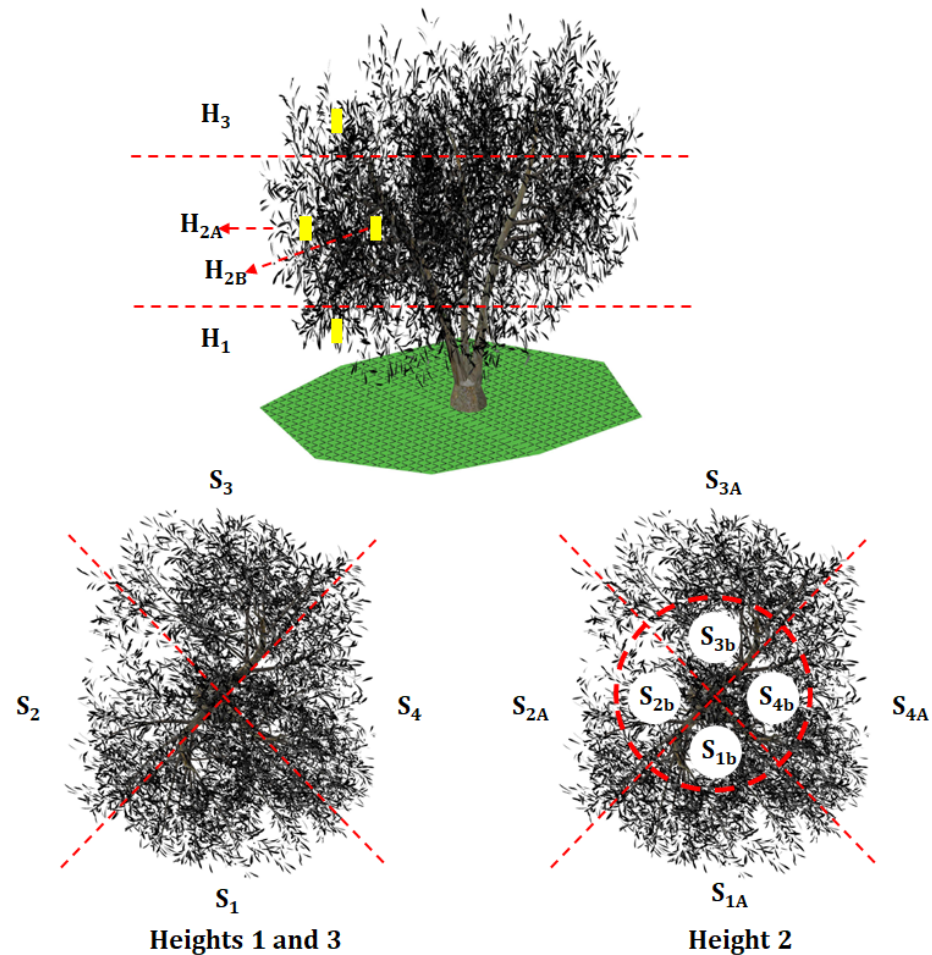 H₃
H₂A
H₂B
H₁
S₃ S₃A
S₃b
S₂ S₄ S₂A S₂b S₄b S₄A
S₁b
S₁ S₁A
Heights 1 and 3 Height 2